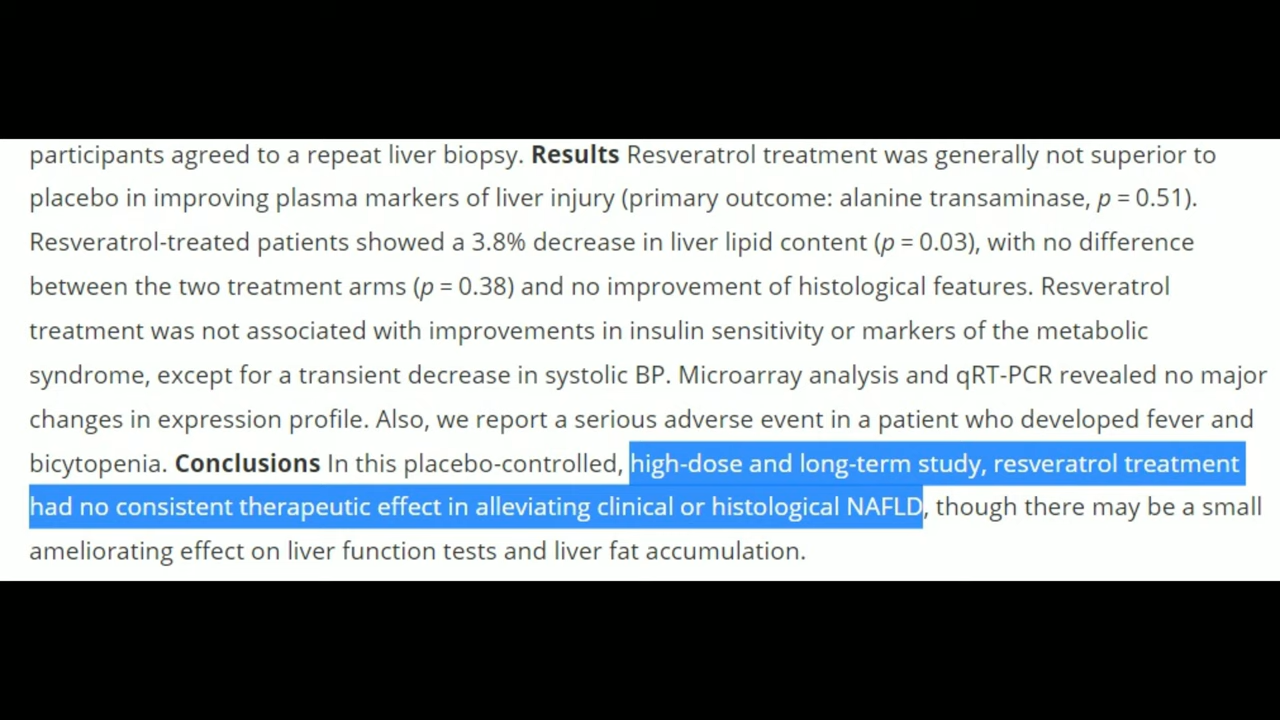 participants agreed to a repeat liver biopsy. Results Resveratrol treatment was generally not superior to
placebo in improving plasma markers of liver injury (primary outcome: alanine transaminase, p = 0.51).
Resveratrol-treated patients showed a 3.8% decrease in liver lipid content (p = 0.03), with no difference
between the two treatment arms (p = 0.38) and no improvement of histological features. Resveratrol
treatment was not associated with improvements in insulin sensitivity or markers of the metabolic
syndrome, except for a transient decrease in systolic BP. Microarray analysis and qRT-PCR revealed no major
changes in expression profile. Also, we report a serious adverse event in a patient who developed fever and
bicytopenia. Conclusions In this placebo-controlled, high-dose and long-term study, resveratrol treatment
had no consistent therapeutic effect in alleviating clinical or histological NAFLD, though there may be a small
ameliorating effect on liver function tests and liver fat accumulation.